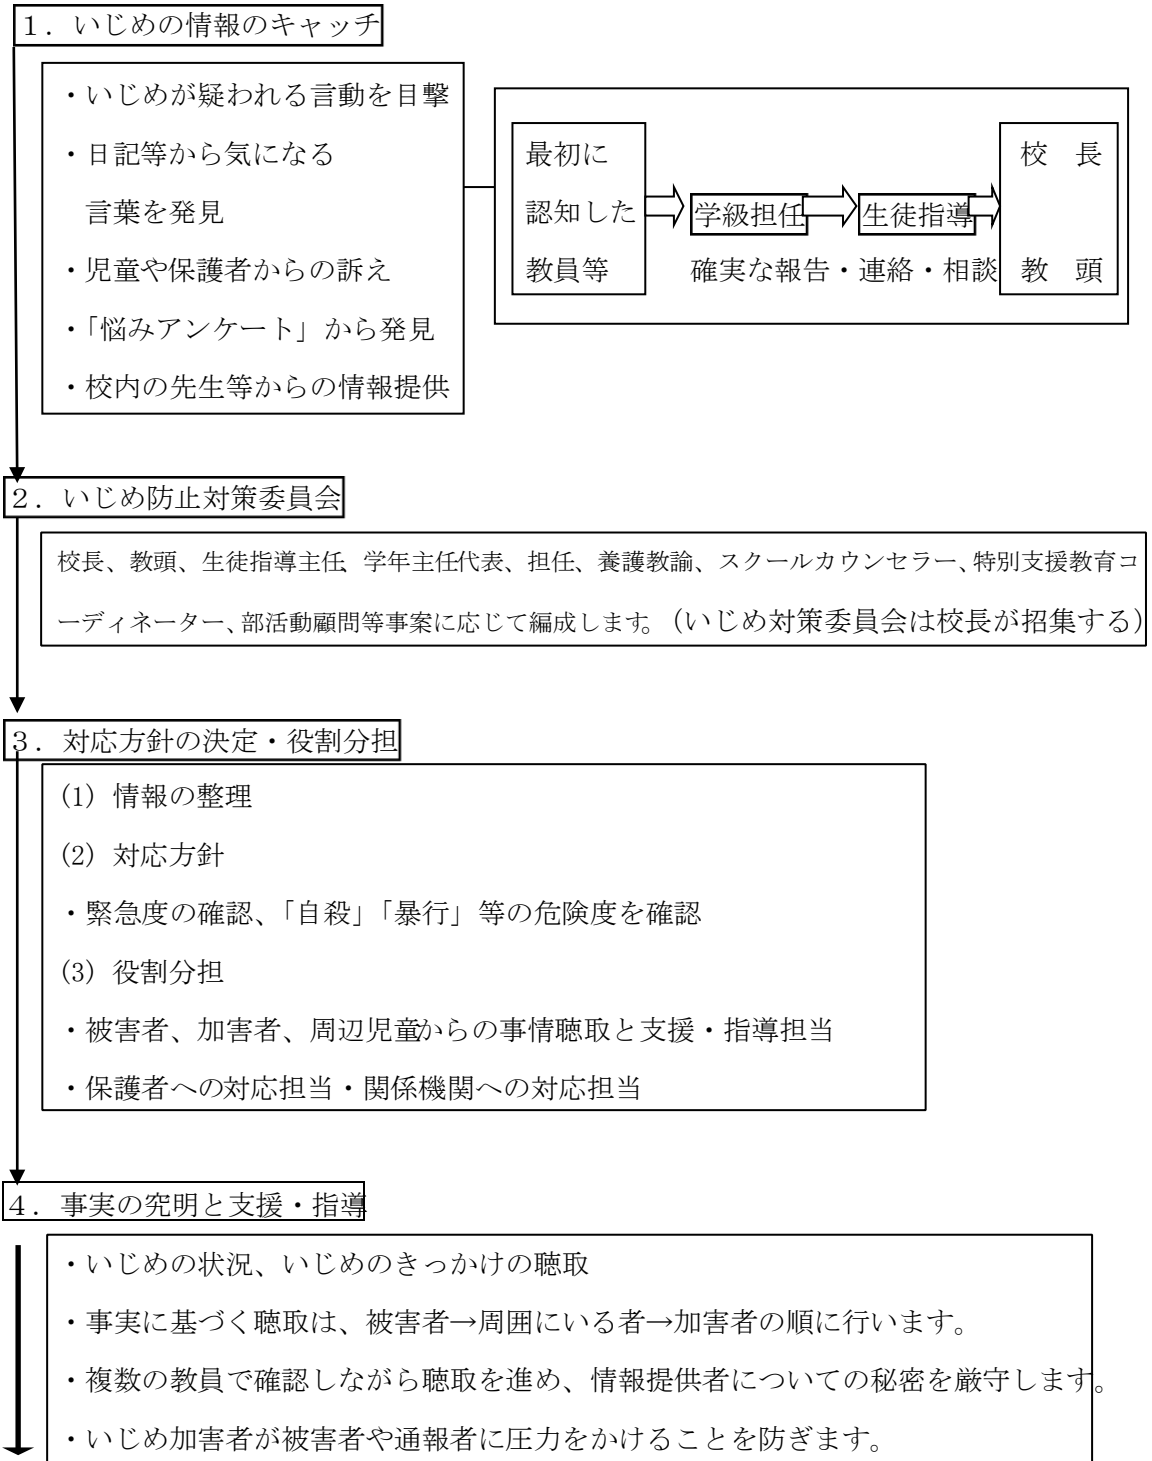 １．いじめの情報のキャッチ
・いじめが疑われる言動を目撃
・日記等から気になる
言葉を発見
・児童や保護者からの訴え
・「悩みアンケート」から発見
・校内の先生等からの情報提供
最初に
認知した
教員等
学級担任
生徒指導
確実な報告・連絡・相談
校　長
教　頭
２．いじめ防止対策委員会
校長、教頭、生徒指導主任、学年主任代表、担任、養護教諭、スクールカウンセラー、特別支援教育コ
ーディネーター、部活動顧問等事案に応じて編成します。（いじめ対策委員会は校長が招集する）
３．対応方針の決定・役割分担
(1) 情報の整理
(2) 対応方針
・緊急度の確認、「自殺」「暴行」等の危険度を確認
(3) 役割分担
・被害者、加害者、周辺児童からの事情聴取と支援・指導担当
・保護者への対応担当・関係機関への対応担当
４．事実の究明と支援・指導
・いじめの状況、いじめのきっかけの聴取
・事実に基づく聴取は、被害者→周囲にいる者→加害者の順に行います。
・複数の教員で確認しながら聴取を進め、情報提供者についての秘密を厳守します。
・いじめ加害者が被害者や通報者に圧力をかけることを防ぎます。